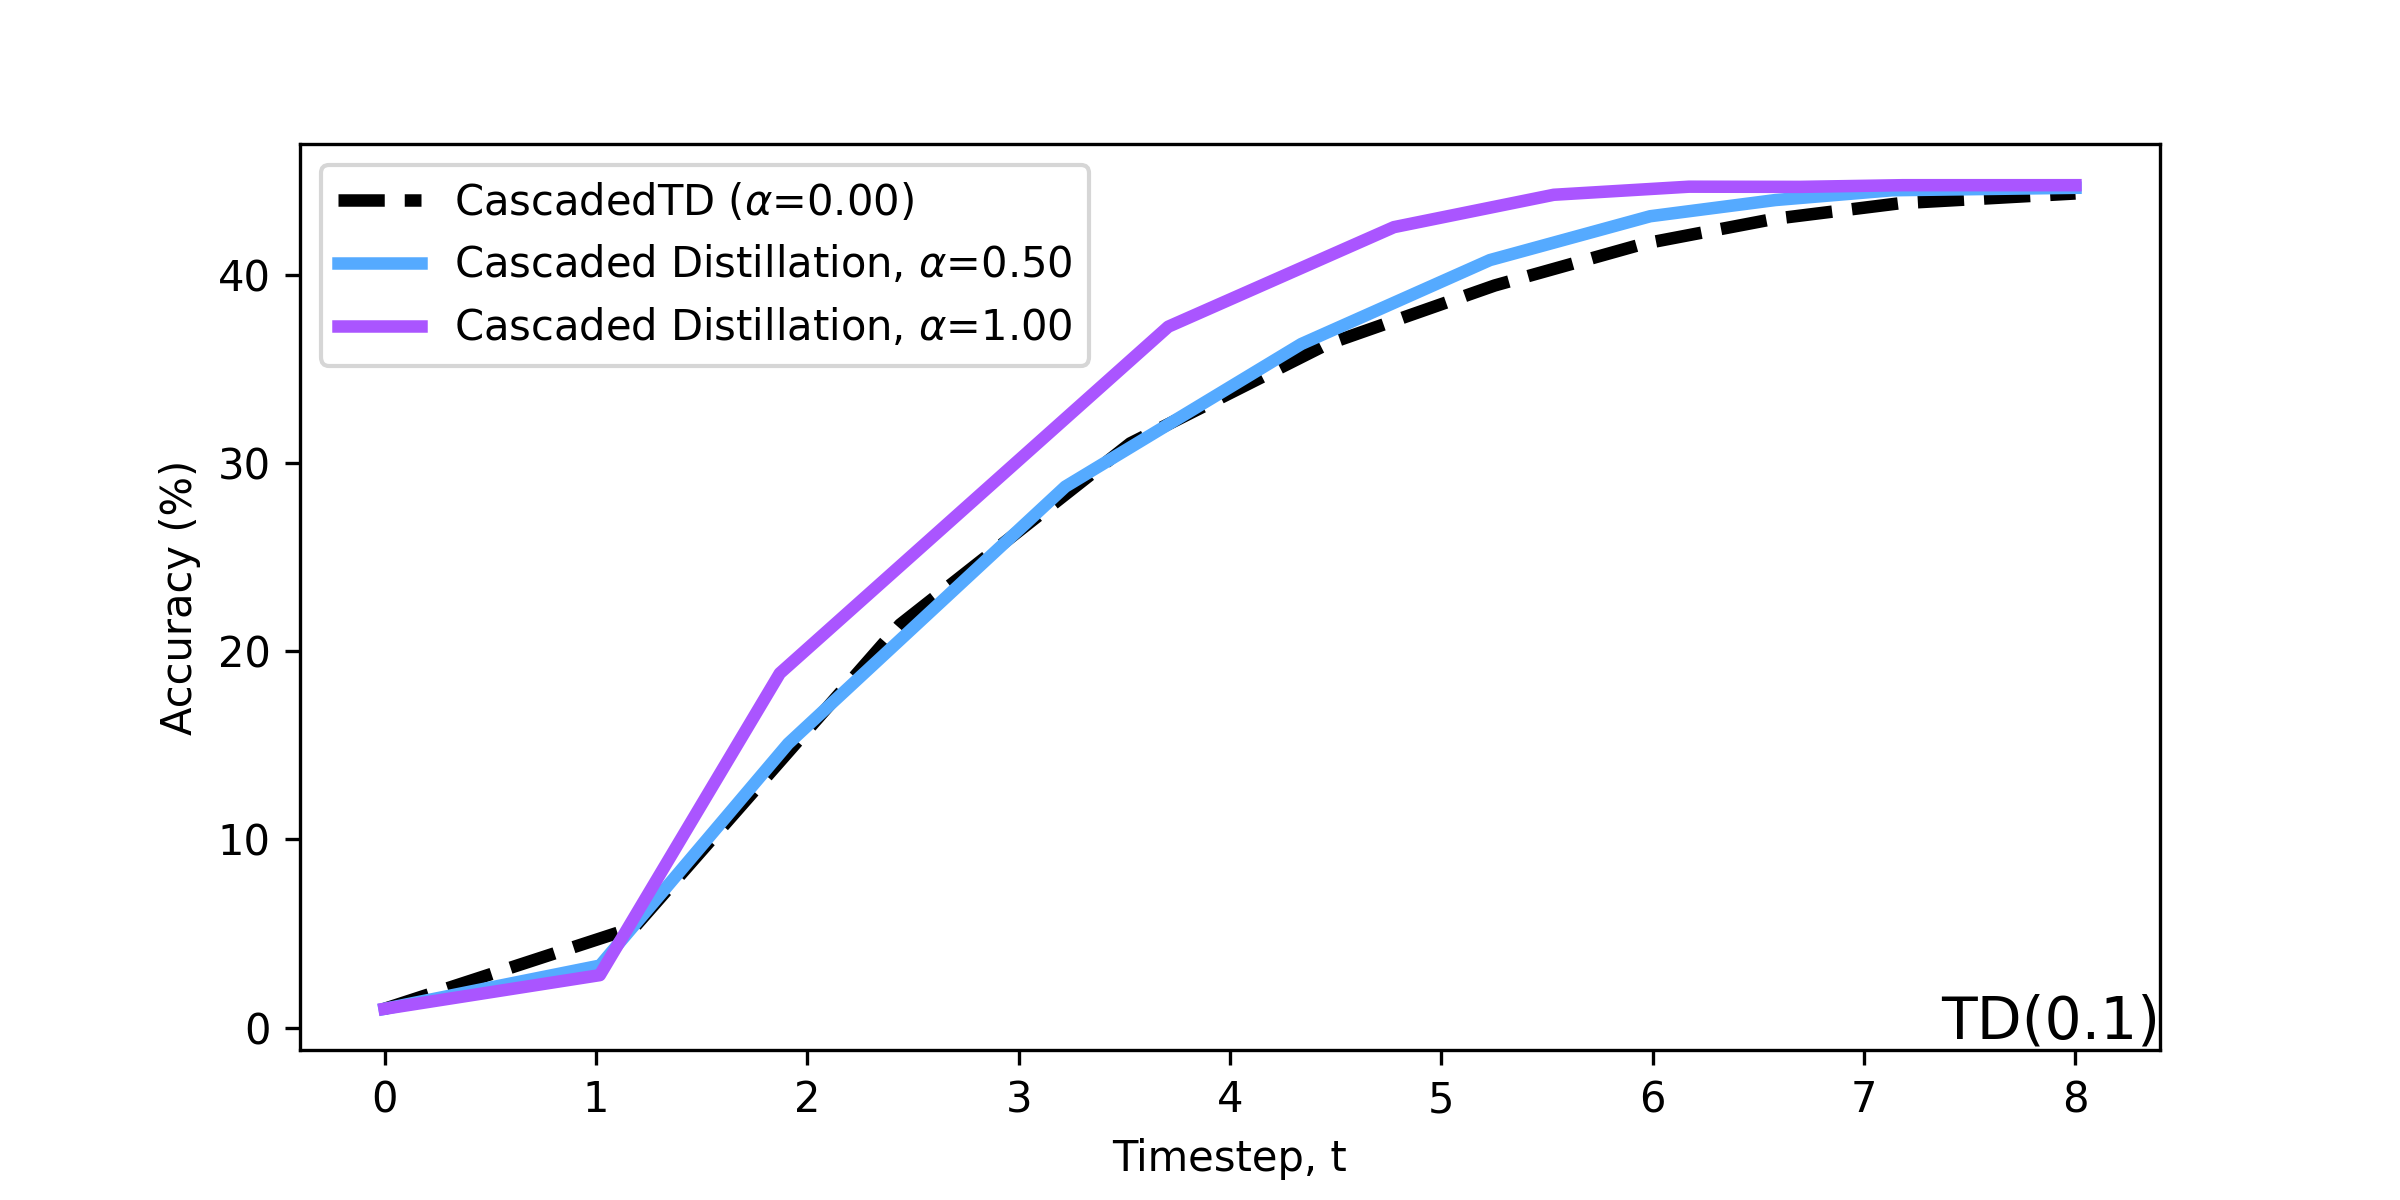 CascadedTD (α=0.00)
Cascaded Distillation, α=0.50
Cascaded Distillation, α=1.00
Accuracy (%)
40
30
20
10
0
TD(0.1)
0 1 2 3 4 5 6 7 8
Timestep, t